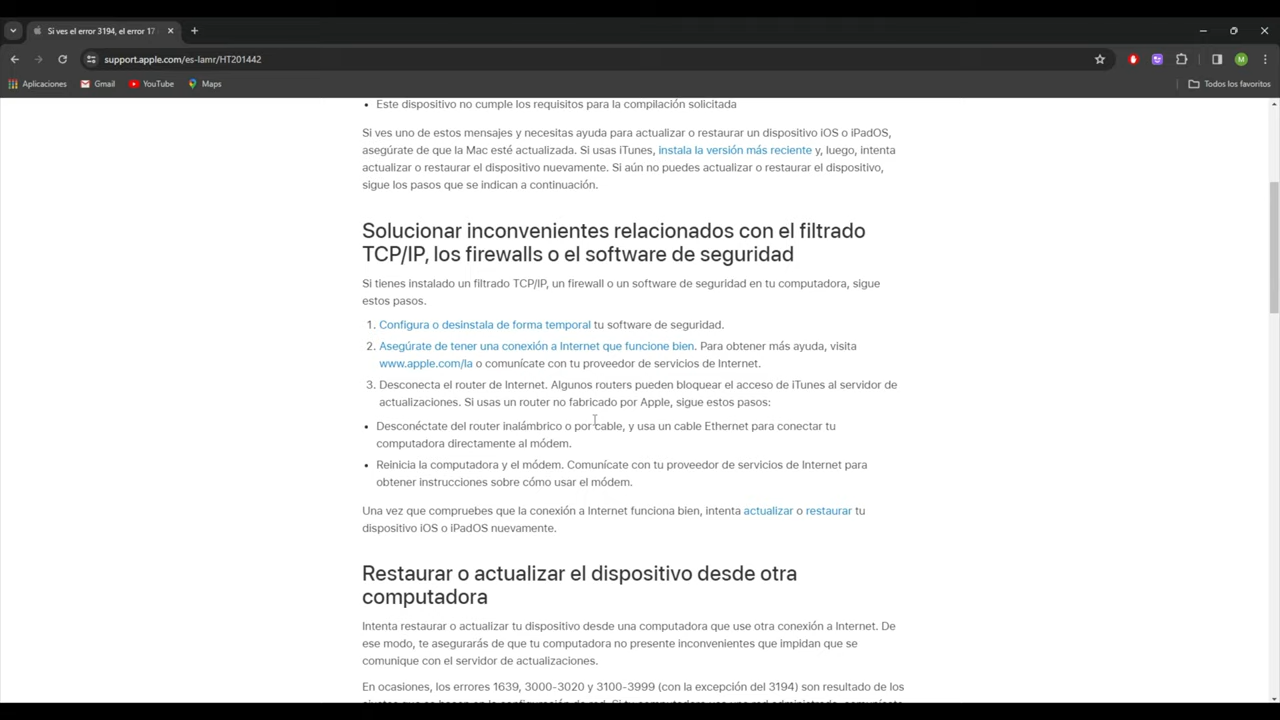 Si ves el error 3194, el error 17
support.apple.com/es-lamr/HT201442
Aplicaciones Gmail YouTube Maps Todos los favoritos
M
Este dispositivo no cumple los requisitos para la compilación solicitada
Si ves uno de estos mensajes y necesitas ayuda para actualizar o restaurar un dispositivo iOS o iPadOS,
asegúrate de que la Mac esté actualizada. Si usas iTunes, instala la versión más reciente y, luego, intenta
actualizar o restaurar el dispositivo nuevamente. Si aún no puedes actualizar o restaurar el dispositivo,
sigue los pasos que se indican a continuación.
Solucionar inconvenientes relacionados con el filtrado
TCP/IP, los firewalls o el software de seguridad
Si tienes instalado un filtrado TCP/IP, un firewall o un software de seguridad en tu computadora, sigue
estos pasos.
1. Configura o desinstala de forma temporal tu software de seguridad.
2. Asegúrate de tener una conexión a Internet que funcione bien. Para obtener más ayuda, visita
www.apple.com/la o comunícate con tu proveedor de servicios de Internet.
3. Desconecta el router de Internet. Algunos routers pueden bloquear el acceso de iTunes al servidor de
actualizaciones. Si usas un router no fabricado por Apple, sigue estos pasos:
Desconéctate del router inalámbrico o por cable, y usa un cable Ethernet para conectar tu
computadora directamente al módem.
Reinicia la computadora y el módem. Comunícate con tu proveedor de servicios de Internet para
obtener instrucciones sobre cómo usar el módem.
Una vez que compruebes que la conexión a Internet funciona bien, intenta actualizar o restaurar tu
dispositivo iOS o iPadOS nuevamente.
Restaurar o actualizar el dispositivo desde otra
computadora
Intenta restaurar o actualizar tu dispositivo desde una computadora que use otra conexión a Internet. De
ese modo, te asegurarás de que tu computadora no presente inconvenientes que impidan que se
comunique con el servidor de actualizaciones.
En ocasiones, los errores 1639, 3000-3020 y 3100-3999 (con la excepción del 3194) son resultado de los